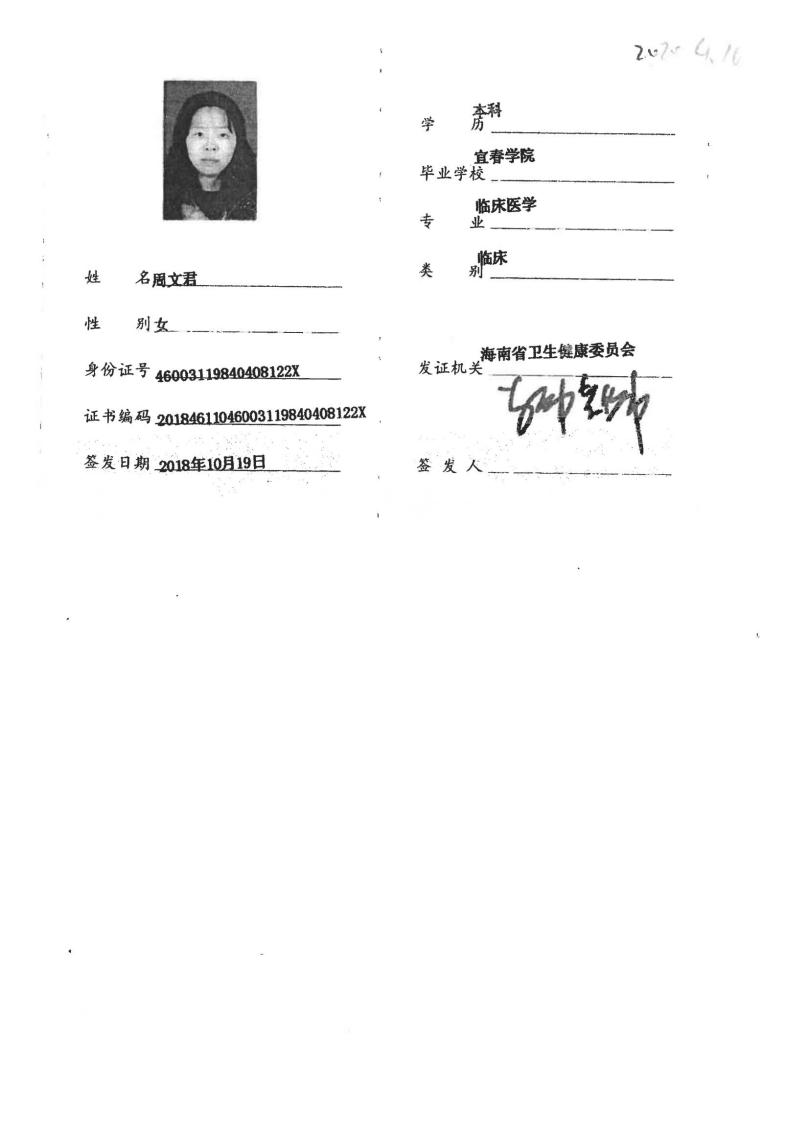 2020 4.16
姓 名 周文君
性 别 女
身份证号 46003119840408122X
证书编码 20184611046003119840408122X
签发日期 2018年10月19日
学 历 本科
毕业学校 宜春学院
专 业 临床医学
类 别 临床
发证机关 海南省卫生健康委员会
签 发 人